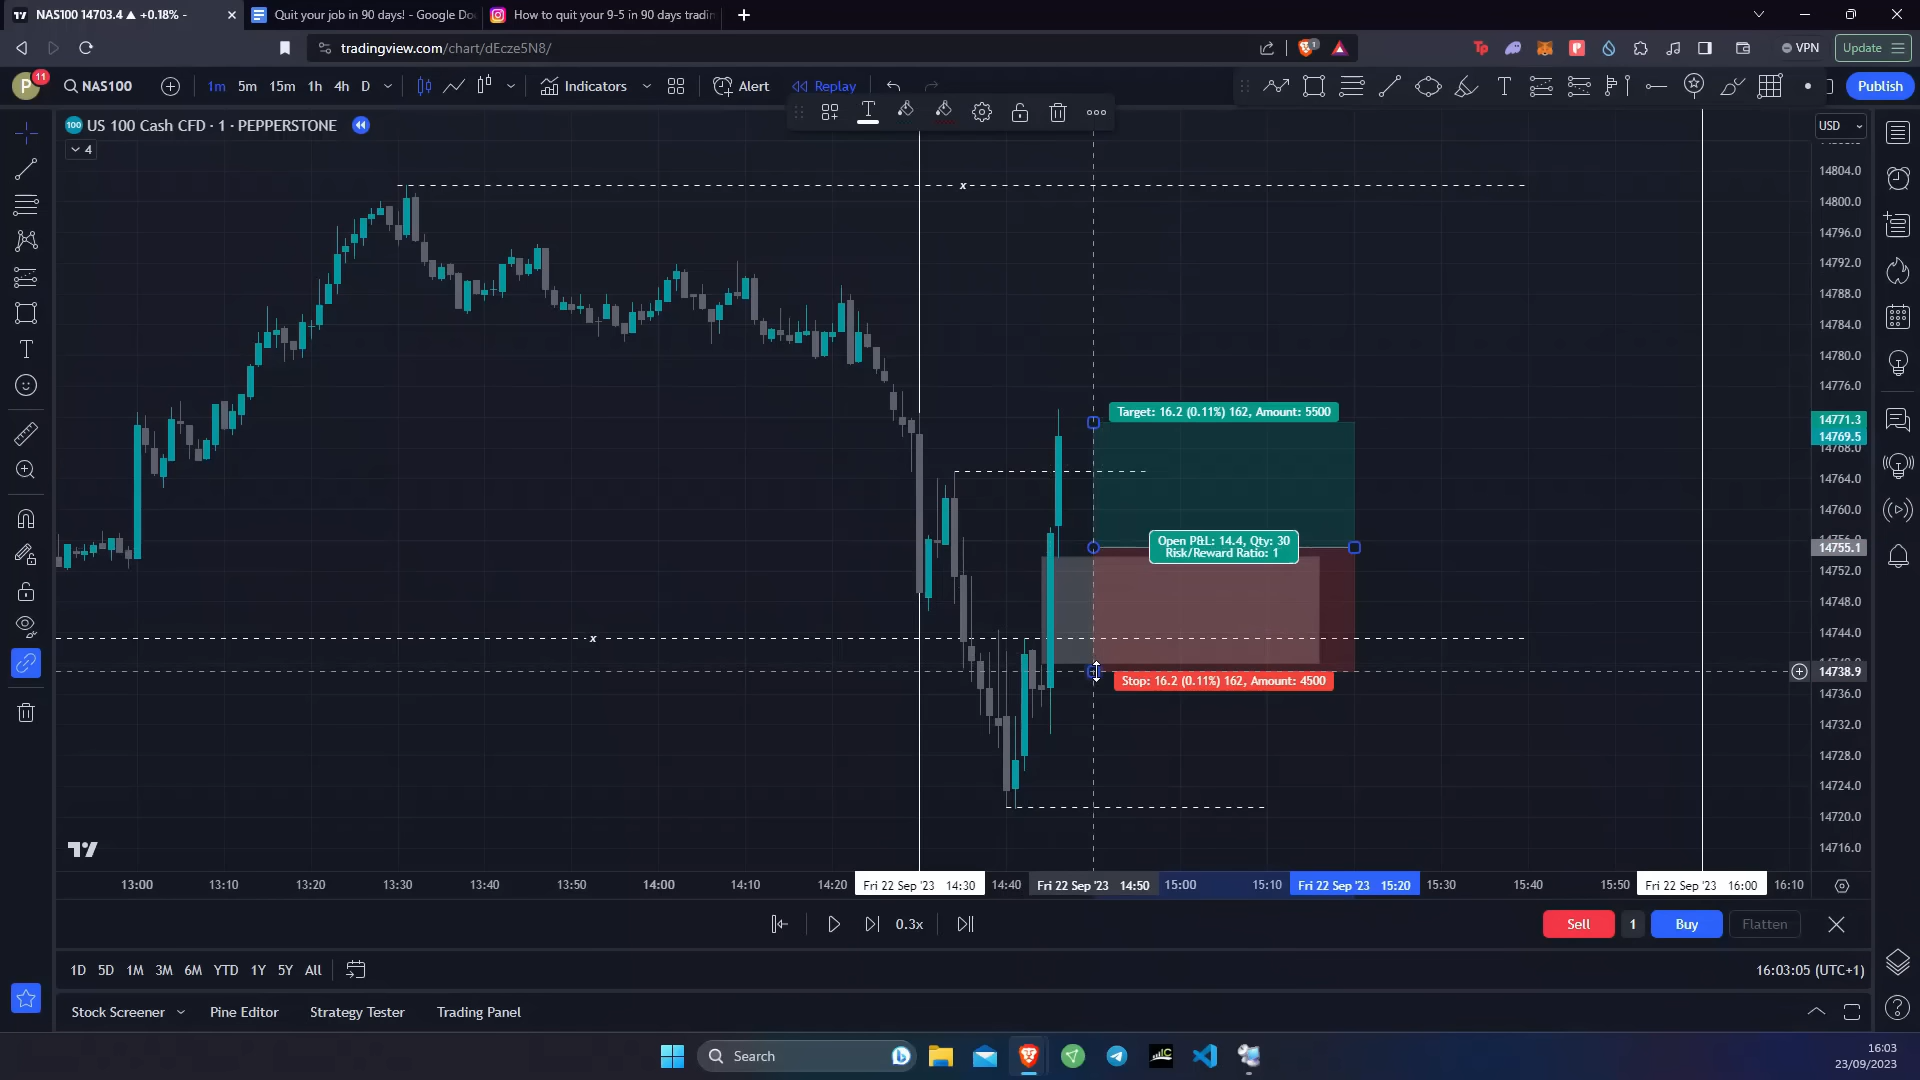 NAS100 14703.4 ▲ +0.18% -
Quit your job in 90 days! - Google Do
How to quit your 9-5 in 90 days tradin
tradingview.com/chart/dEcze5N8/
VPN
Update
P
11
NAS100
1m 5m 15m 1h 4h D
Indicators
Alert
Replay
Publish
100 US 100 Cash CFD · 1 · PEPPERSTONE
4
USD
14804.0
14800.0
14796.0
14792.0
14788.0
14784.0
14780.0
14776.0
14771.3
14769.5
14768.0
14764.0
14760.0
14755.1
14752.0
14748.0
14744.0
14738.9
14736.0
14732.0
14728.0
14724.0
14720.0
14716.0
x
x
Target: 16.2 (0.11%) 162, Amount: 5500
Open P&L: 14.4, Qty: 30
Risk/Reward Ratio: 1
Stop: 16.2 (0.11%) 162, Amount: 4500
13:00 13:10 13:20 13:30 13:40 13:50 14:00 14:10 14:20 Fri 22 Sep '23 14:30 14:40 Fri 22 Sep '23 14:50 15:00 15:10 Fri 22 Sep '23 15:20 15:30 15:40 15:50 Fri 22 Sep '23 16:00 16:10
0.3x
Sell 1 Buy Flatten
1D 5D 1M 3M 6M YTD 1Y 5Y All
16:03:05 (UTC+1)
Stock Screener Pine Editor Strategy Tester Trading Panel
Search
16:03
23/09/2023